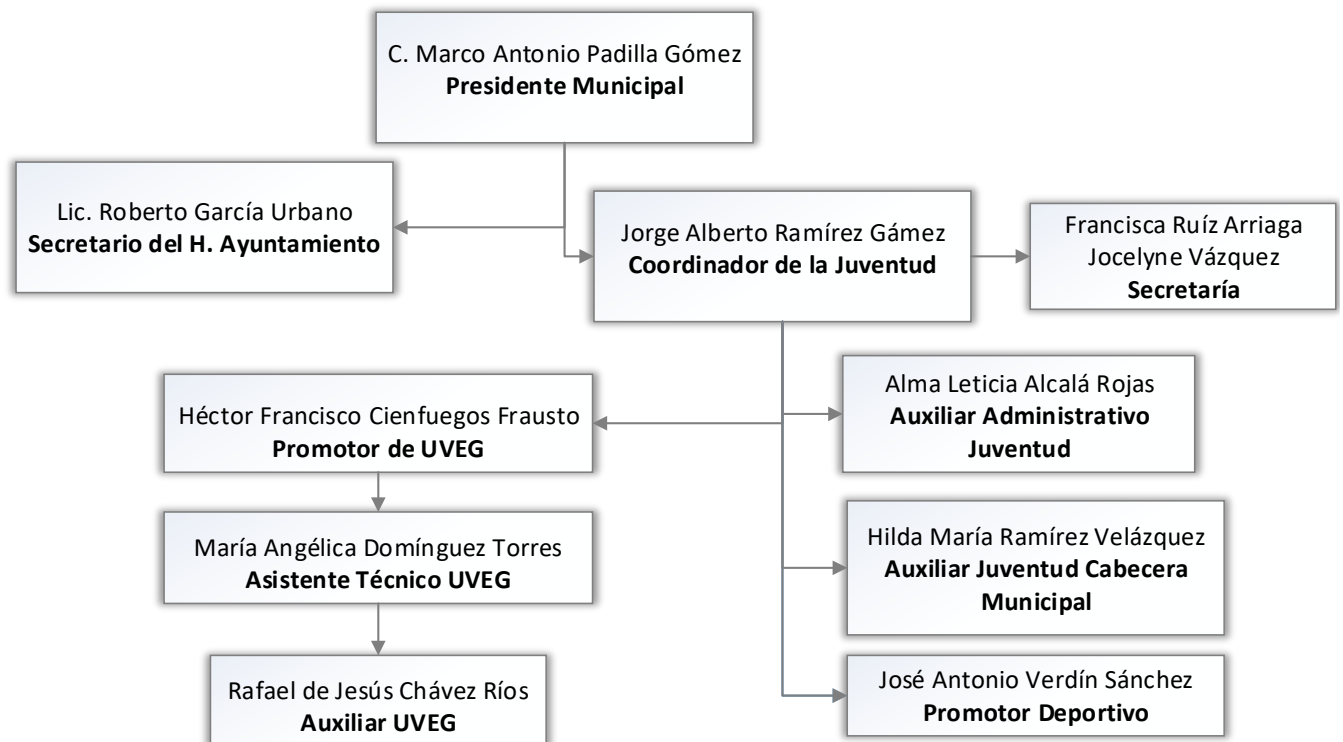 C. Marco Antonio Padilla Gómez
Presidente Municipal
Lic. Roberto García Urbano
Secretario del H. Ayuntamiento
Jorge Alberto Ramírez Gámez
Coordinador de la Juventud
Francisca Ruíz Arriaga
Jocelyne Vázquez
Secretaría
Héctor Francisco Cienfuegos Frausto
Promotor de UVEG
Alma Leticia Alcalá Rojas
Auxiliar Administrativo
Juventud
María Angélica Domínguez Torres
Asistente Técnico UVEG
Hilda María Ramírez Velázquez
Auxiliar Juventud Cabecera
Municipal
Rafael de Jesús Chávez Ríos
Auxiliar UVEG
José Antonio Verdín Sánchez
Promotor Deportivo